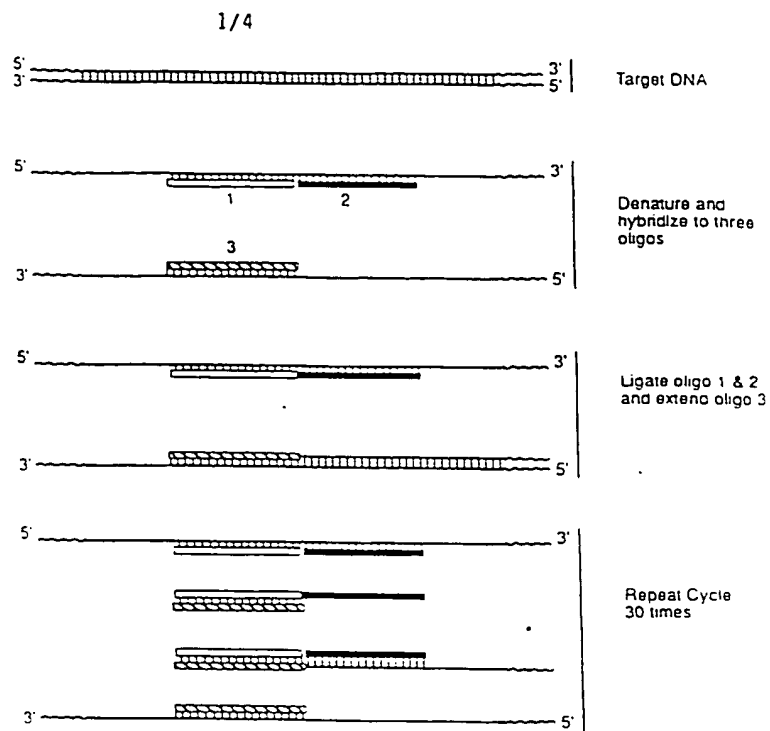 1/4
5' 3'
3' 5'
Target DNA
5' 3'
1 2
Denature and
hybridize to three
oligos
3
3' 5'
5' 3'
Ligate oligo 1 & 2
and extend oligo 3
3' 5'
5' 3'
Repeat Cycle
30 times
3' 5'